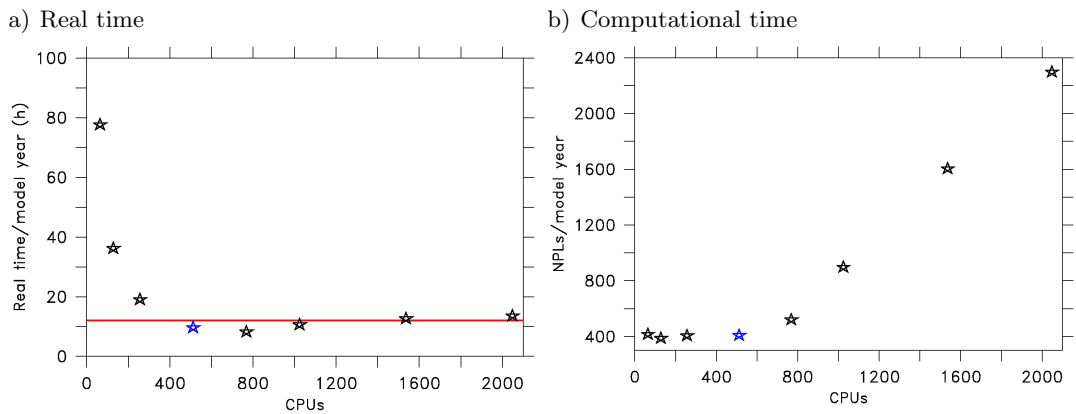 a) Real time
b) Computational time
100
80
60
40
20
0
Real time/model year (h)
0 400 800 1200 1600 2000
CPUs
2400
2000
1600
1200
800
400
NPLs/model year
0 400 800 1200 1600 2000
CPUs